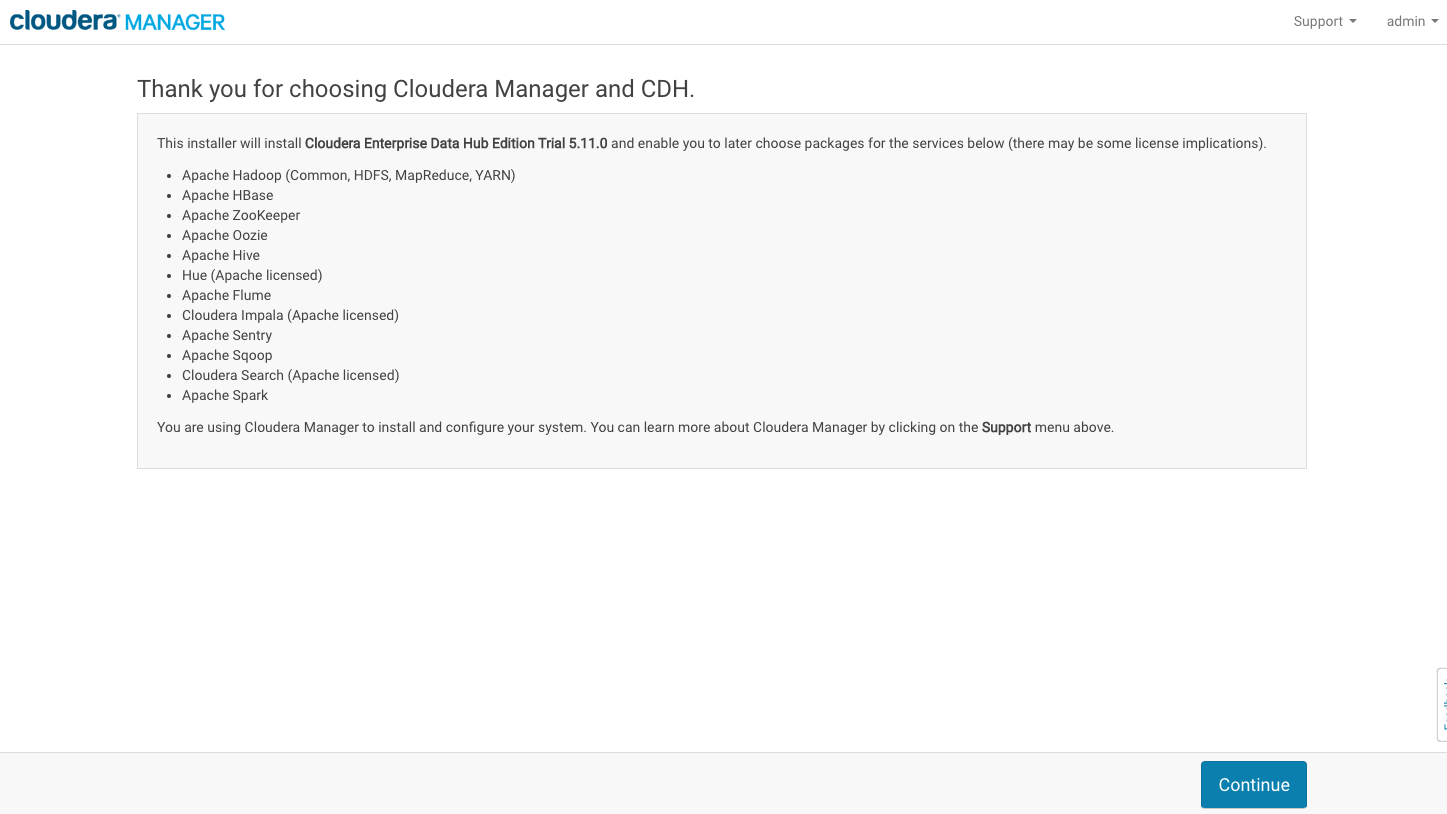 cloudera MANAGER
Support
admin
Thank you for choosing Cloudera Manager and CDH.
This installer will install Cloudera Enterprise Data Hub Edition Trial 5.11.0 and enable you to later choose packages for the services below (there may be some license implications).
Apache Hadoop (Common, HDFS, MapReduce, YARN)
Apache HBase
Apache ZooKeeper
Apache Oozie
Apache Hive
Hue (Apache licensed)
Apache Flume
Cloudera Impala (Apache licensed)
Apache Sentry
Apache Sqoop
Cloudera Search (Apache licensed)
Apache Spark
You are using Cloudera Manager to install and configure your system. You can learn more about Cloudera Manager by clicking on the Support menu above.
Continue